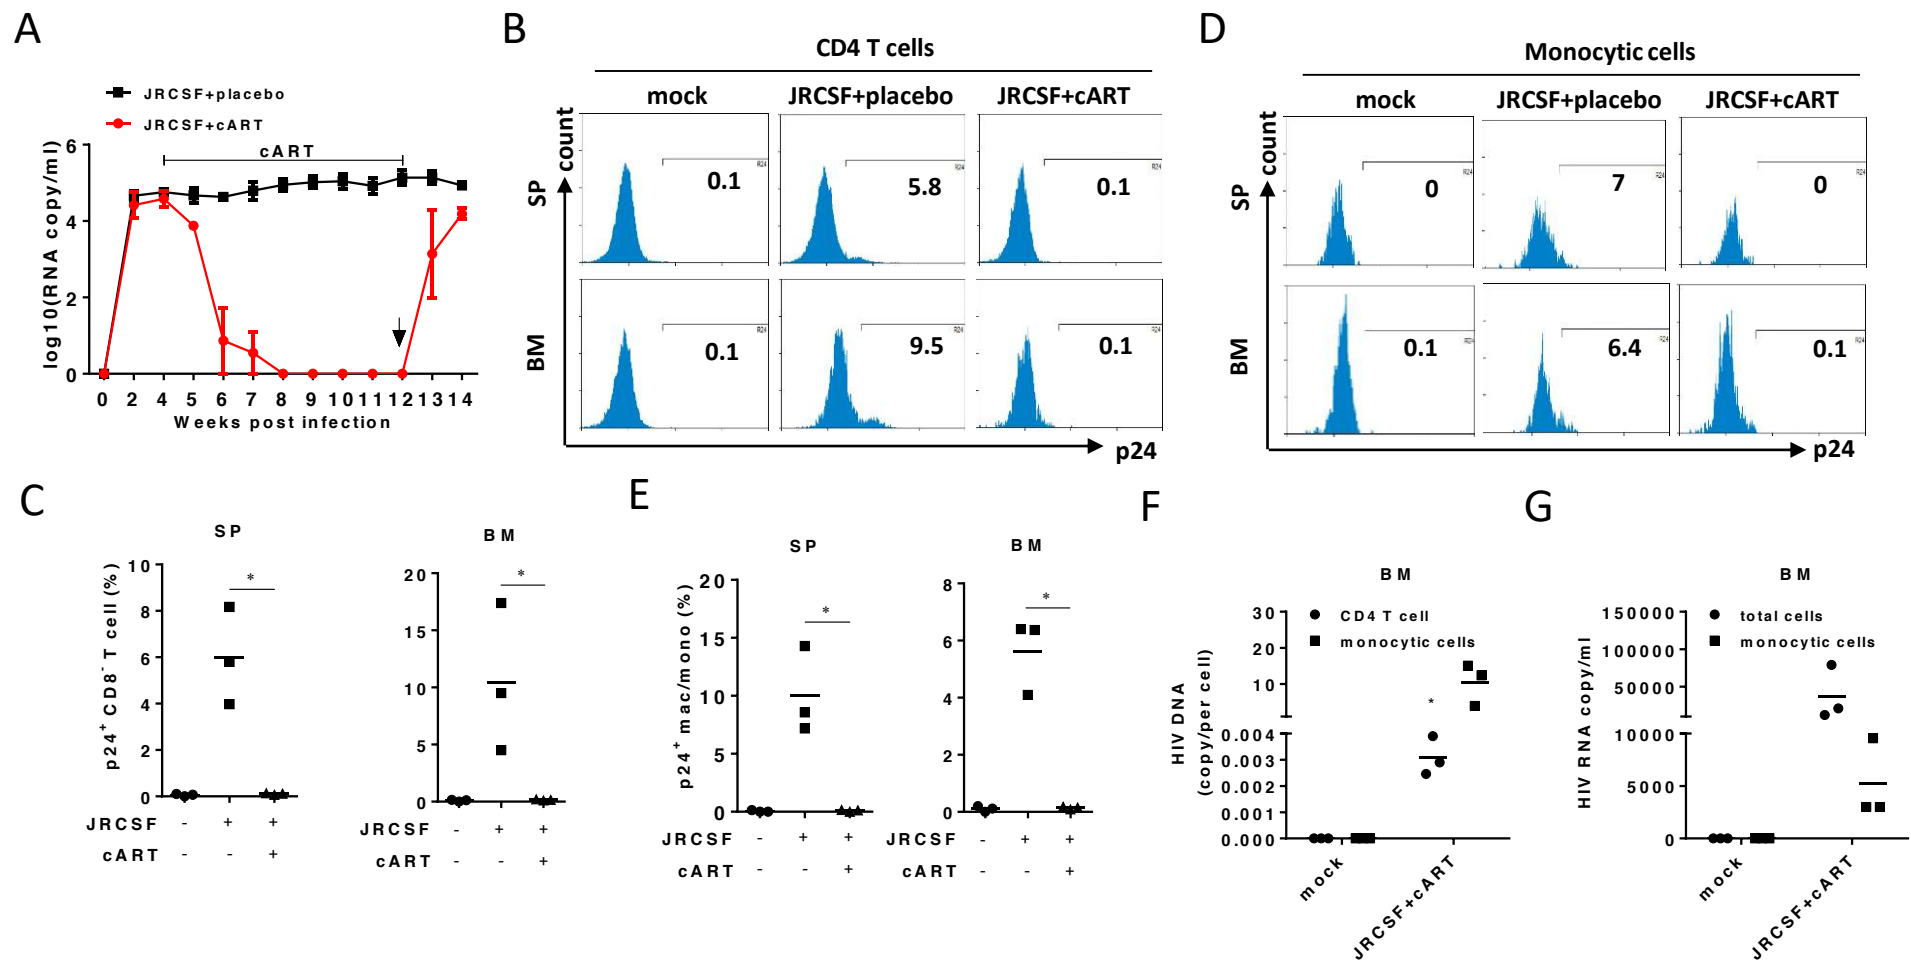 A
JRCSF+placebo
JRCSF+cART
cART
log10(RNA copy/ml)
6
4
2
0
0 2 4 5 6 7 8 9 10 11 12 13 14
Weeks post infection
B
CD4 T cells
mock JRCSF+placebo JRCSF+cART
count
SP
0.1 5.8 0.1
BM
0.1 9.5 0.1
p24
D
Monocytic cells
mock JRCSF+placebo JRCSF+cART
count
SP
0 7 0
BM
0.1 6.4 0.1
p24
C
SP
p24+ CD8- T cell (%)
10
8
6
4
2
0
*
JRCSF - + +
cART - - +
BM
20
15
10
5
0
*
JRCSF - + +
cART - - +
E
SP
p24+ mac/mono (%)
20
15
10
5
0
*
JRCSF - + +
cART - - +
BM
8
6
4
2
0
*
JRCSF - + +
cART - - +
F
BM
CD4 T cell
monocytic cells
HIV DNA
(copy/per cell)
30
20
10
0.004
0.003
0.002
0.001
0.000
*
mock
JRCSF+cART
G
BM
total cells
monocytic cells
HIV RNA copy/ml
150000
100000
50000
10000
5000
0
mock
JRCSF+cART